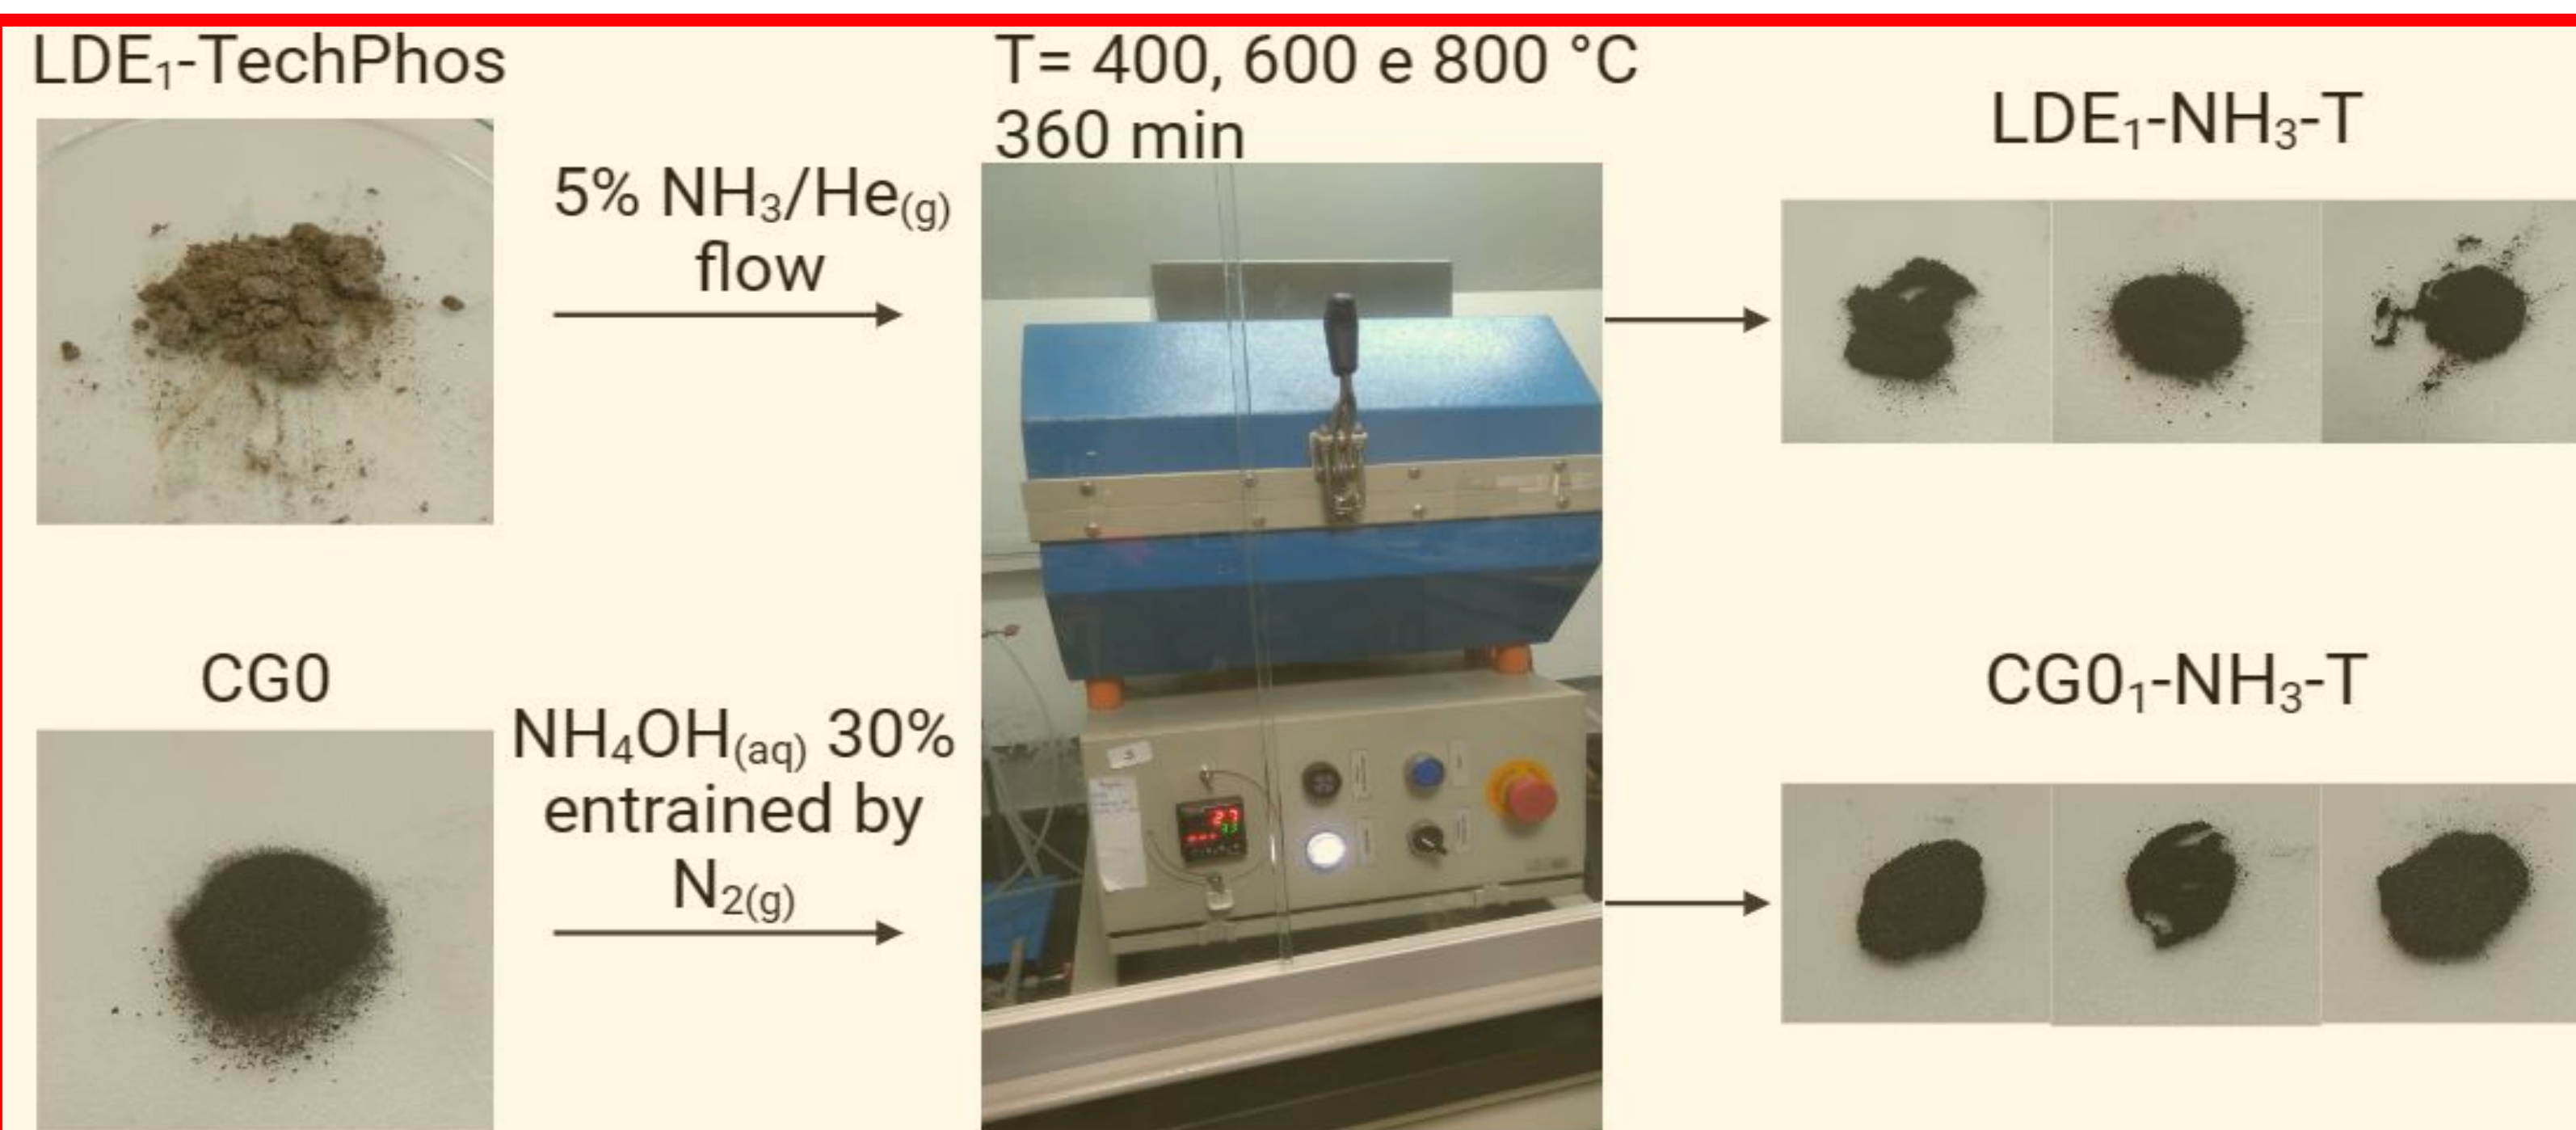 LDE₁-TechPhos
5% NH₃/He₍g₎
flow
T= 400, 600 e 800 °C
360 min
LDE₁-NH₃-T
CG0
NH₄OH₍aq₎ 30%
entrained by
N₂₍g₎
CG0₁-NH₃-T